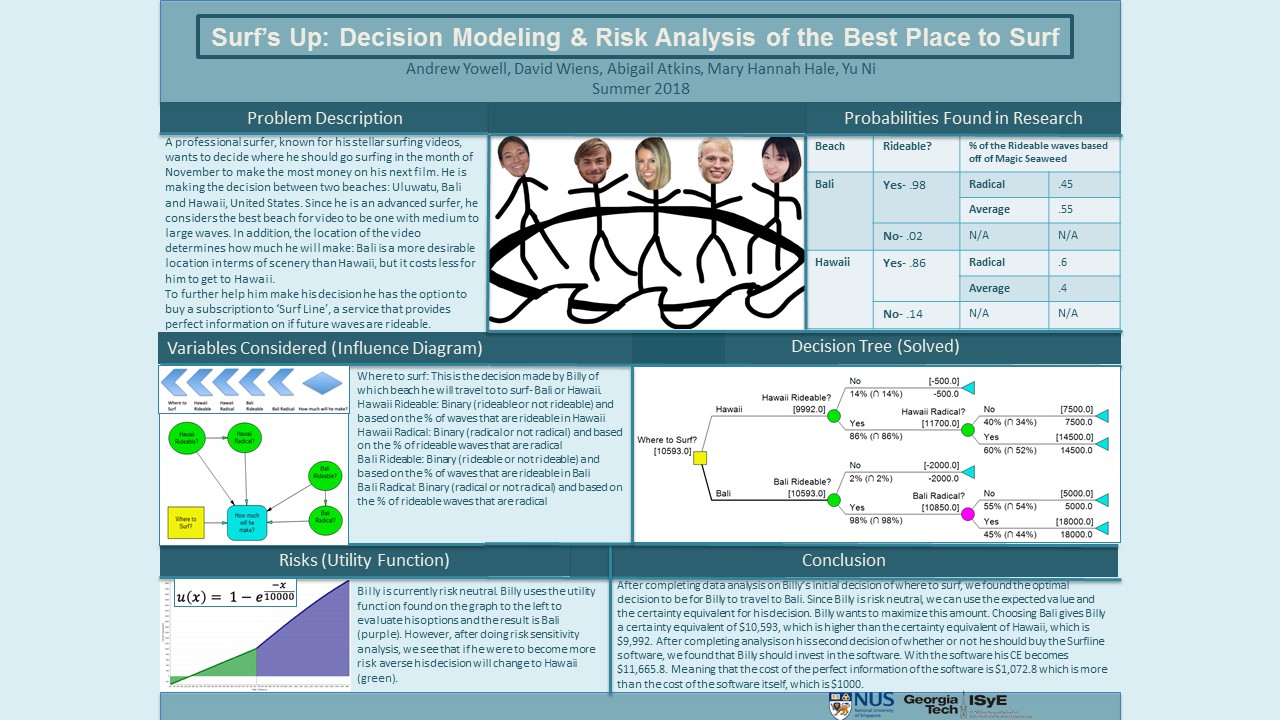 Surf's Up: Decision Modeling & Risk Analysis of the Best Place to Surf
Andrew Yowell, David Wiens, Abigail Atkins, Mary Hannah Hale, Yu Ni
Summer 2018
Problem Description
A professional surfer, known for his stellar surfing videos,
wants to decide where he should go surfing in the month of
November to make the most money on his next film. He is
making the decision between two beaches: Uluwatu, Bali
and Hawaii, United States. Since he is an advanced surfer, he
considers the best beach for video to be one with medium to
large waves. In addition, the location of the video
determines how much he will make: Bali is a more desirable
location in terms of scenery than Hawaii, but it costs less for
him to get to Hawaii.
To further help him make his decision he has the option to
buy a subscription to 'Surf Line', a service that provides
perfect information on if future waves are rideable.
Probabilities Found in Research
Beach Rideable? % of the Rideable waves based
off of Magic Seaweed
Bali Yes- .98 Radical .45
Average .55
No- .02 N/A N/A
Hawaii Yes- .86 Radical .6
Average .4
No- .14 N/A N/A
Variables Considered (Influence Diagram)
Where to Surf
Hawaii Rideable
Hawaii Radical
Bali Rideable
Bali Radical
How much will he make?
Hawaii Rideable?
Hawaii Radical?
Bali Rideable?
Where to Surf?
How much will he make?
Bali Radical?
Where to surf: This is the decision made by Billy of
which beach he will travel to to surf- Bali or Hawaii.
Hawaii Rideable: Binary (rideable or not rideable) and
based on the % of waves that are rideable in Hawaii
Hawaii Radical: Binary (radical or not radical) and based
on the % of rideable waves that are radical
Bali Rideable: Binary (rideable or not rideable) and
based on the % of waves that are rideable in Bali
Bali Radical: Binary (radical or not radical) and based on
the % of rideable waves that are radical
Decision Tree (Solved)
Where to Surf?
[10593.0]
Hawaii
Hawaii Rideable?
[9992.0]
No [-500.0]
14% (∩ 14%) -500.0
Yes
86% (∩ 86%)
Hawaii Radical?
[11700.0]
No [7500.0]
40% (∩ 34%) 7500.0
Yes [14500.0]
60% (∩ 52%) 14500.0
Bali
Bali Rideable?
[10593.0]
No [-2000.0]
2% (∩ 2%) -2000.0
Yes
98% (∩ 98%)
Bali Radical?
[10850.0]
No [5000.0]
55% (∩ 54%) 5000.0
Yes [18000.0]
45% (∩ 44%) 18000.0
Risks (Utility Function)
u(x) = 1 − e^(−x/10000)
Billy is currently risk neutral. Billy uses the utility
function found on the graph to the left to
evaluate his options and the result is Bali
(purple). However, after doing risk sensitivity
analysis, we see that if he were to become more
risk averse his decision will change to Hawaii
(green).
Conclusion
After completing data analysis on Billy's initial decision of where to surf, we found the optimal
decision to be for Billy to travel to Bali. Since Billy is risk neutral, we can use the expected value and
the certainty equivalent for his decision. Billy wants to maximize this amount. Choosing Bali gives Billy
a certainty equivalent of $10,593, which is higher than the certainty equivalent of Hawaii, which is
$9,992. After completing analysis on his second decision of whether or not he should buy the Surfline
software, we found that Billy should invest in the software. With the software his CE becomes
$11,665.8. Meaning that the cost of the perfect information of the software is $1,072.8 which is more
than the cost of the software itself, which is $1000.
NUS
National University
of Singapore
Georgia
Tech
ISyE